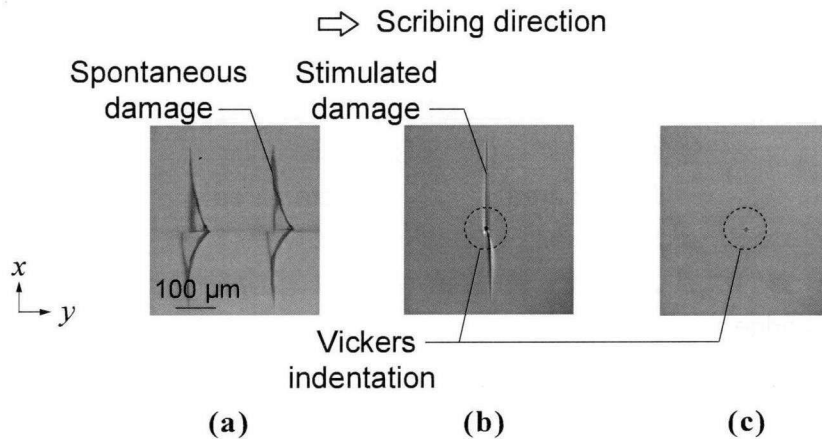 Scribing direction
Spontaneous
damage
Stimulated
damage
x
y
100 μm
Vickers
indentation
(a)
(b)
(c)